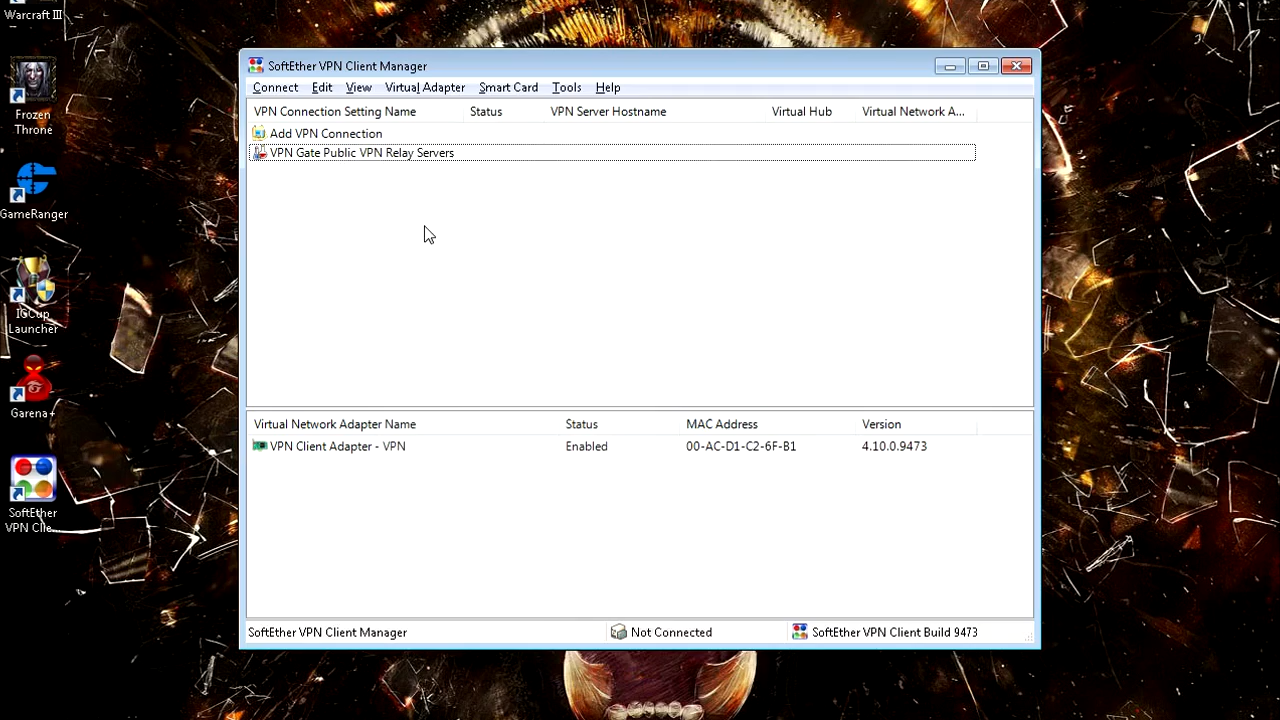 Warcraft III
Frozen
Throne
GameRanger
IGCup
Launcher
Garena+
SoftEther
VPN Clie...
SoftEther VPN Client Manager
Connect Edit View Virtual Adapter Smart Card Tools Help
VPN Connection Setting Name Status VPN Server Hostname Virtual Hub Virtual Network A...
Add VPN Connection
VPN Gate Public VPN Relay Servers
Virtual Network Adapter Name Status MAC Address Version
VPN Client Adapter - VPN Enabled 00-AC-D1-C2-6F-B1 4.10.0.9473
SoftEther VPN Client Manager Not Connected SoftEther VPN Client Build 9473